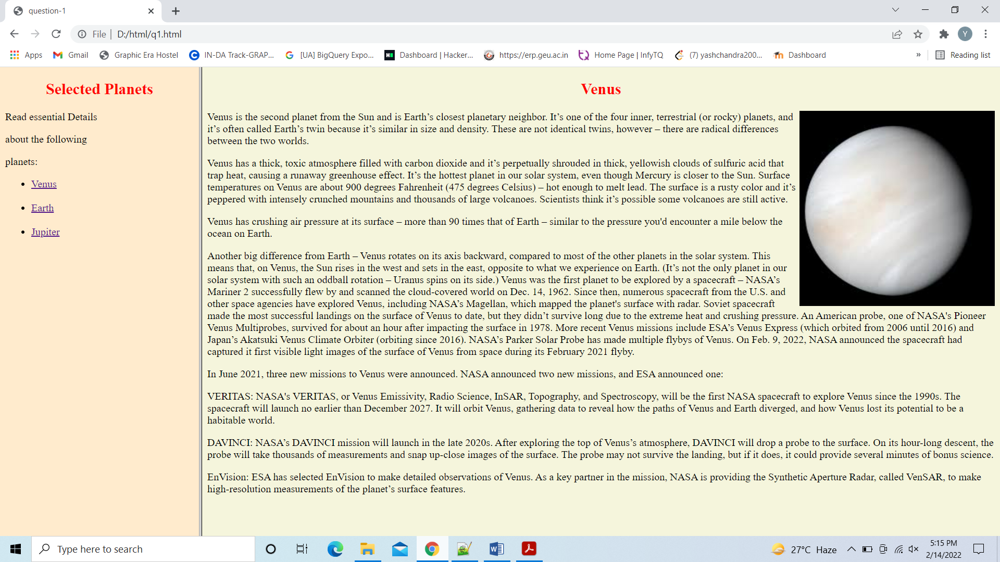 question-1
File
D:/html/q1.html
Y
Apps
Gmail
Graphic Era Hostel
IN-DA Track-GRAP...
[UA] BigQuery Expo...
Dashboard | Hacker...
https://erp.geu.ac.in
Home Page | InfyTQ
(7) yashchandra200...
Dashboard
»
Reading list
Selected Planets
Read essential Details
about the following
planets:
Venus
Earth
Jupiter
Venus
Venus is the second planet from the Sun and is Earth’s closest planetary neighbor. It’s one of the four inner, terrestrial (or rocky) planets, and
it’s often called Earth’s twin because it’s similar in size and density. These are not identical twins, however – there are radical differences
between the two worlds.
Venus has a thick, toxic atmosphere filled with carbon dioxide and it’s perpetually shrouded in thick, yellowish clouds of sulfuric acid that
trap heat, causing a runaway greenhouse effect. It’s the hottest planet in our solar system, even though Mercury is closer to the Sun. Surface
temperatures on Venus are about 900 degrees Fahrenheit (475 degrees Celsius) – hot enough to melt lead. The surface is a rusty color and it’s
peppered with intensely crunched mountains and thousands of large volcanoes. Scientists think it’s possible some volcanoes are still active.
Venus has crushing air pressure at its surface – more than 90 times that of Earth – similar to the pressure you'd encounter a mile below the
ocean on Earth.
Another big difference from Earth – Venus rotates on its axis backward, compared to most of the other planets in the solar system. This
means that, on Venus, the Sun rises in the west and sets in the east, opposite to what we experience on Earth. (It’s not the only planet in our
solar system with such an oddball rotation – Uranus spins on its side.) Venus was the first planet to be explored by a spacecraft – NASA’s
Mariner 2 successfully flew by and scanned the cloud-covered world on Dec. 14, 1962. Since then, numerous spacecraft from the U.S. and
other space agencies have explored Venus, including NASA’s Magellan, which mapped the planet's surface with radar. Soviet spacecraft
made the most successful landings on the surface of Venus to date, but they didn’t survive long due to the extreme heat and crushing pressure. An American probe, one of NASA's Pioneer
Venus Multiprobes, survived for about an hour after impacting the surface in 1978. More recent Venus missions include ESA’s Venus Express (which orbited from 2006 until 2016) and
Japan’s Akatsuki Venus Climate Orbiter (orbiting since 2016). NASA’s Parker Solar Probe has made multiple flybys of Venus. On Feb. 9, 2022, NASA announced the spacecraft had
captured it first visible light images of the surface of Venus from space during its February 2021 flyby.
In June 2021, three new missions to Venus were announced. NASA announced two new missions, and ESA announced one:
VERITAS: NASA's VERITAS, or Venus Emissivity, Radio Science, InSAR, Topography, and Spectroscopy, will be the first NASA spacecraft to explore Venus since the 1990s. The
spacecraft will launch no earlier than December 2027. It will orbit Venus, gathering data to reveal how the paths of Venus and Earth diverged, and how Venus lost its potential to be a
habitable world.
DAVINCI: NASA’s DAVINCI mission will launch in the late 2020s. After exploring the top of Venus’s atmosphere, DAVINCI will drop a probe to the surface. On its hour-long descent, the
probe will take thousands of measurements and snap up-close images of the surface. The probe may not survive the landing, but if it does, it could provide several minutes of bonus science.
EnVision: ESA has selected EnVision to make detailed observations of Venus. As a key partner in the mission, NASA is providing the Synthetic Aperture Radar, called VenSAR, to make
high-resolution measurements of the planet’s surface features.
Type here to search
27°C Haze
5:15 PM
2/14/2022